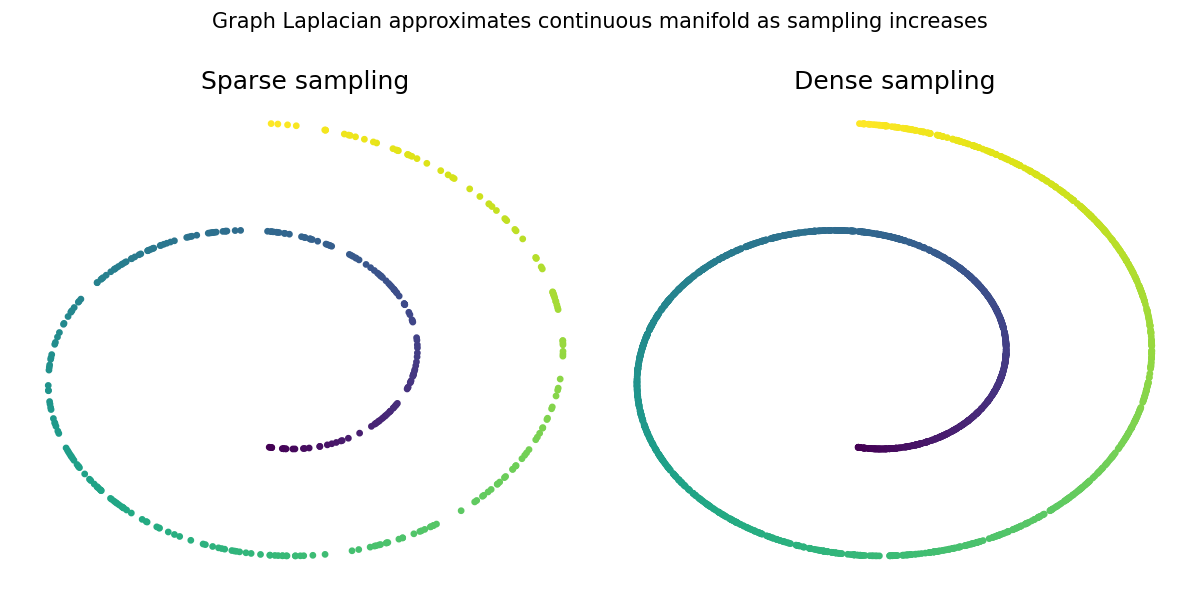 Graph Laplacian approximates continuous manifold as sampling increases
Sparse sampling
Dense sampling